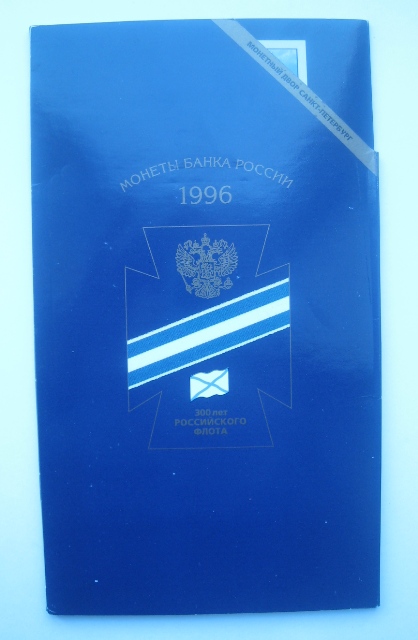 МОНЕТНЫЙ ДВОР САНКТ-ПЕТЕРБУРГ
МОНЕТЫ БАНКА РОССИИ
1996
300 лет
РОССИЙСКОГО
ФЛОТА